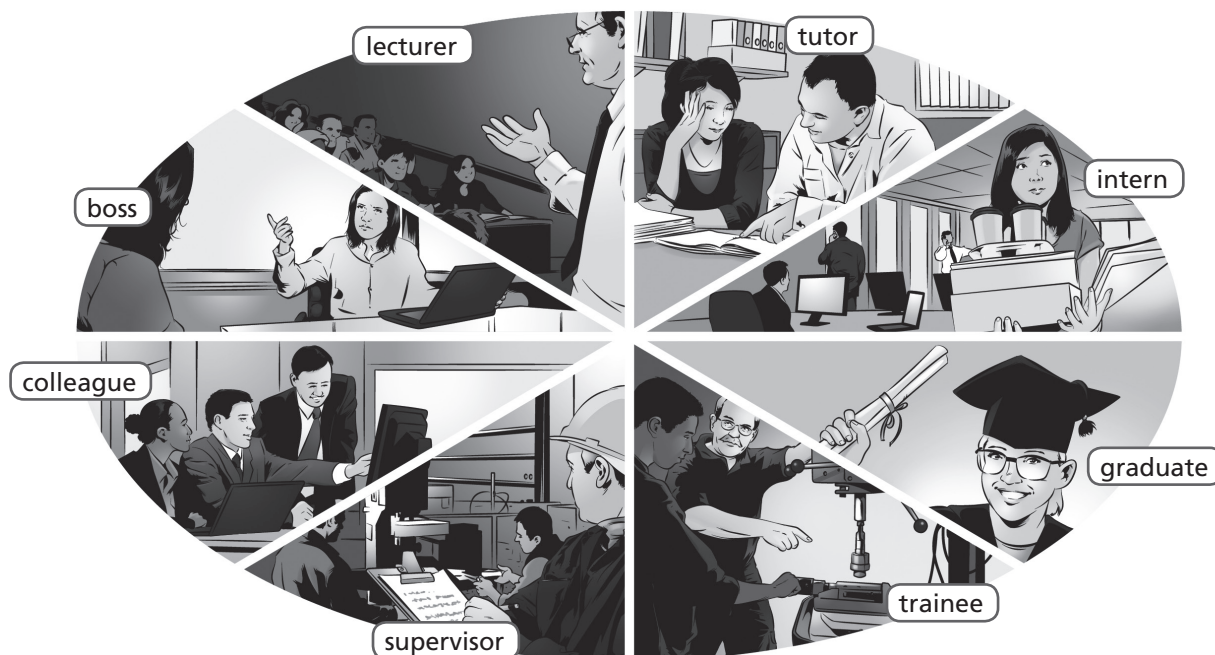 lecturer
tutor
boss
intern
colleague
graduate
trainee
supervisor